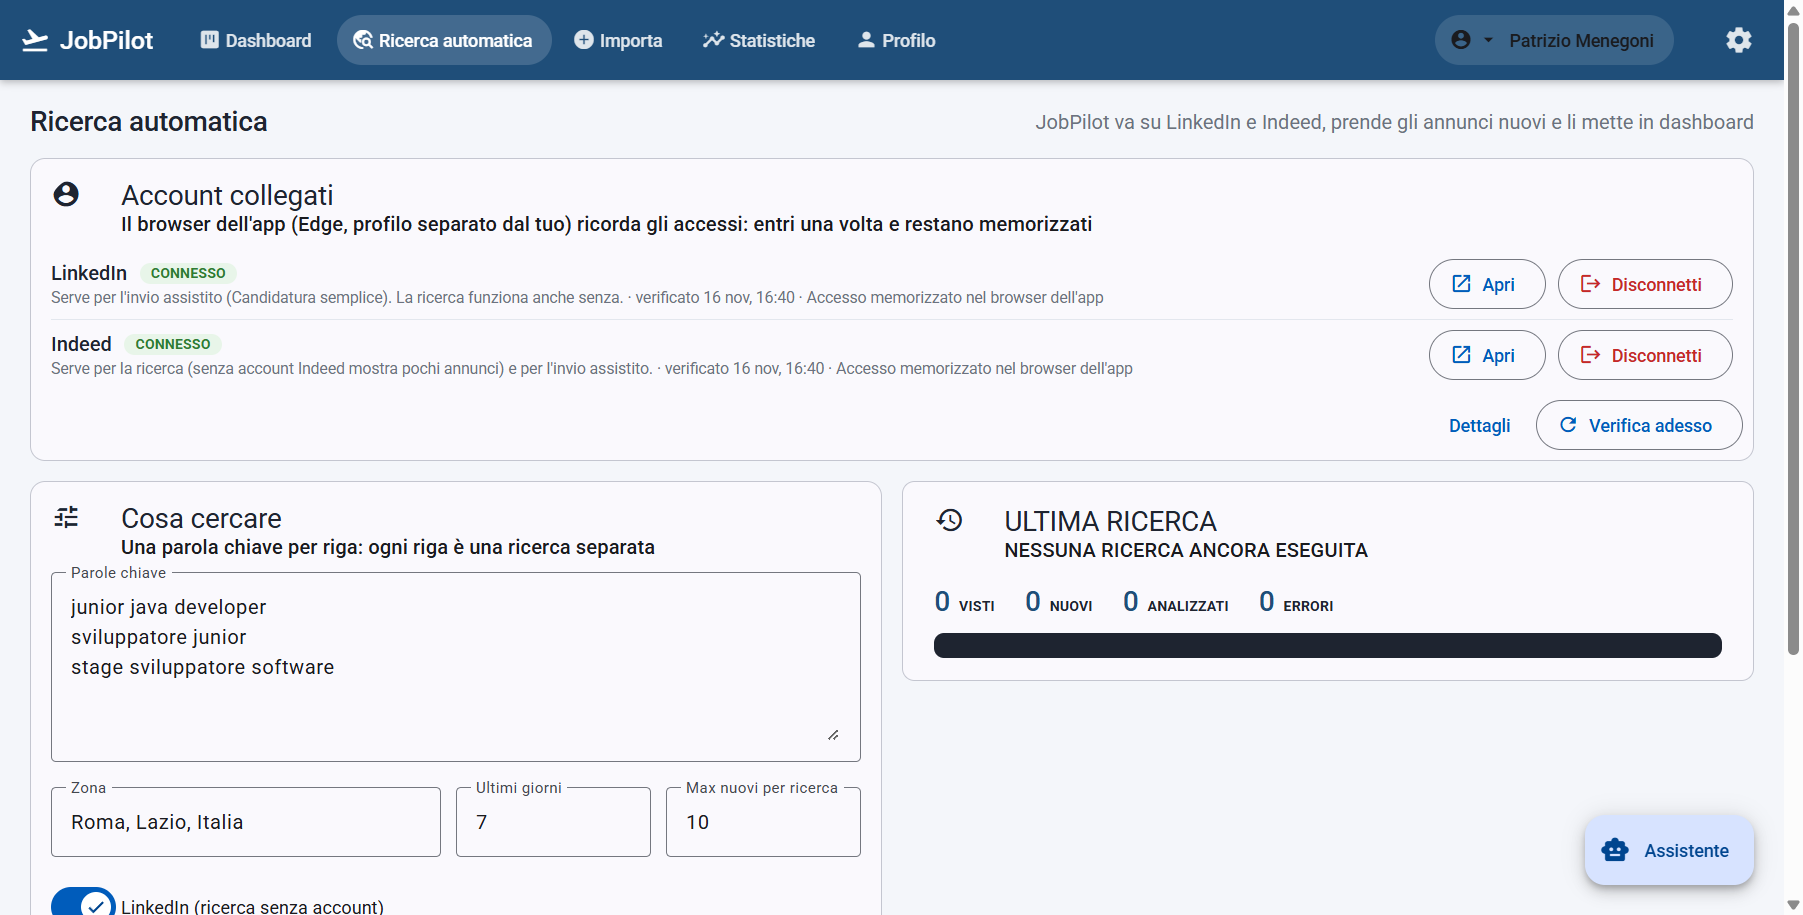 JobPilot
Dashboard
Ricerca automatica
Importa
Statistiche
Profilo
Patrizio Menegoni
Ricerca automatica
JobPilot va su LinkedIn e Indeed, prende gli annunci nuovi e li mette in dashboard
Account collegati
Il browser dell'app (Edge, profilo separato dal tuo) ricorda gli accessi: entri una volta e restano memorizzati
LinkedIn CONNESSO
Serve per l'invio assistito (Candidatura semplice). La ricerca funziona anche senza. · verificato 16 nov, 16:40 · Accesso memorizzato nel browser dell'app
Apri
Disconnetti
Indeed CONNESSO
Serve per la ricerca (senza account Indeed mostra pochi annunci) e per l'invio assistito. · verificato 16 nov, 16:40 · Accesso memorizzato nel browser dell'app
Apri
Disconnetti
Dettagli
Verifica adesso
Cosa cercare
Una parola chiave per riga: ogni riga è una ricerca separata
Parole chiave
junior java developer
sviluppatore junior
stage sviluppatore software
Zona
Roma, Lazio, Italia
Ultimi giorni
7
Max nuovi per ricerca
10
LinkedIn (ricerca senza account)
ULTIMA RICERCA
NESSUNA RICERCA ANCORA ESEGUITA
0 VISTI
0 NUOVI
0 ANALIZZATI
0 ERRORI
Assistente